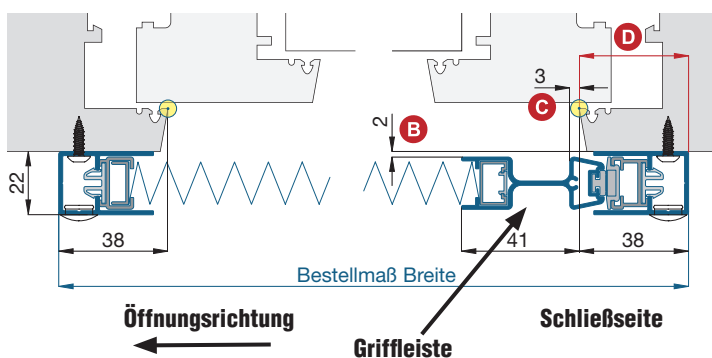 D
3
C
2
B
22
38
41
38
Bestellmaß Breite
Öffnungsrichtung
Schließseite
Griffleiste